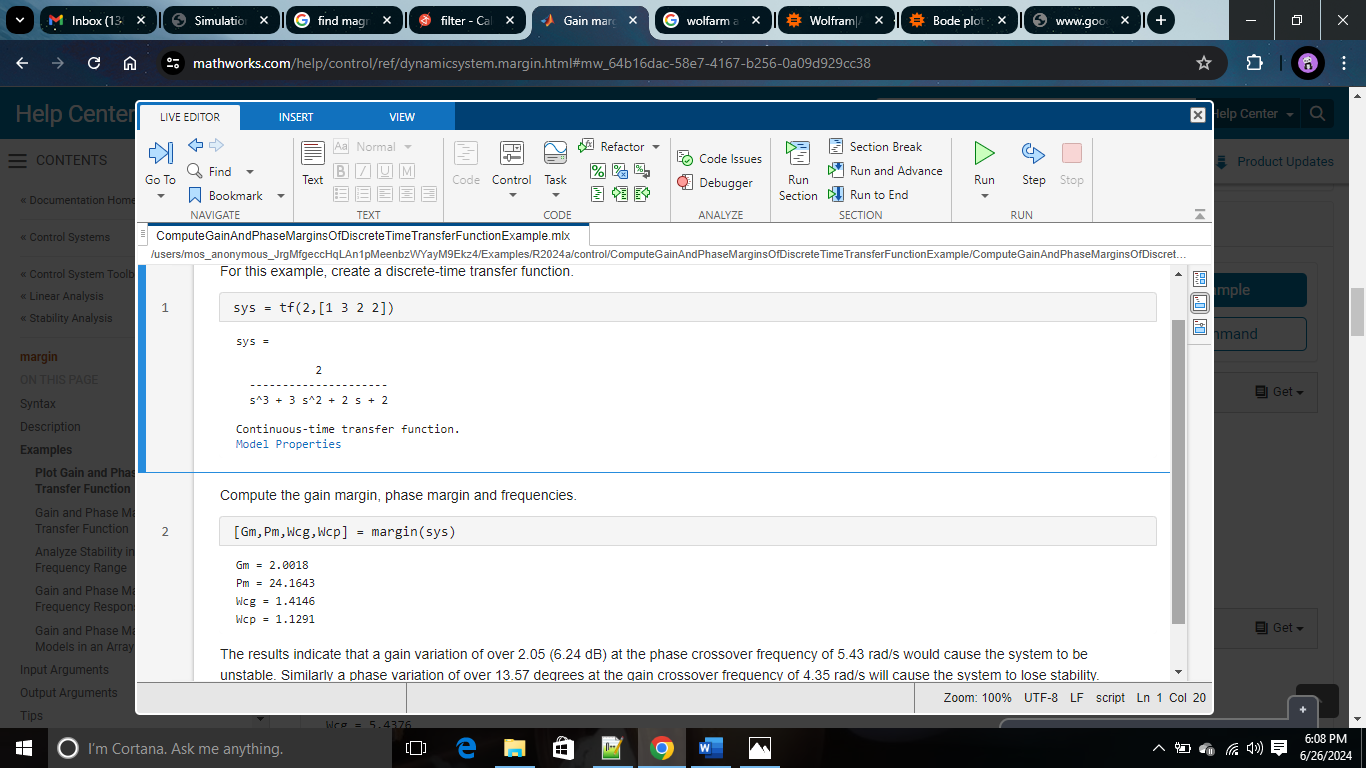 Inbox (13
Simulatio
find magn
filter - Cal
Gain marg
wolfarm a
Wolfram|A
Bode plot
www.goo
mathworks.com/help/control/ref/dynamicsystem.margin.html#mw_64b16dac-58e7-4167-b256-0a09d929cc38
Help Center
Help Center
CONTENTS
Product Updates
« Documentation Home
« Control Systems
« Control System Toolb
« Linear Analysis
« Stability Analysis
margin
ON THIS PAGE
Syntax
Description
Examples
Plot Gain and Phas
Transfer Function
Gain and Phase Ma
Transfer Function
Analyze Stability in
Frequency Range
Gain and Phase Ma
Frequency Respons
Gain and Phase Ma
Models in an Array
Input Arguments
Output Arguments
Tips
LIVE EDITOR
INSERT
VIEW
Go To
Find
Bookmark
NAVIGATE
Text
Aa Normal
B I U M
TEXT
Code
Control
Task
Refactor
CODE
Code Issues
Debugger
ANALYZE
Run
Section
Section Break
Run and Advance
Run to End
SECTION
Run
Step
Stop
RUN
ComputeGainAndPhaseMarginsOfDiscreteTimeTransferFunctionExample.mlx
/users/mos_anonymous_JrgMfgeccHqLAn1pMeenbzWYayM9Ekz4/Examples/R2024a/control/ComputeGainAndPhaseMarginsOfDiscreteTimeTransferFunctionExample/ComputeGainAndPhaseMarginsOfDiscret...
For this example, create a discrete-time transfer function.
1
sys = tf(2,[1 3 2 2])
sys =
2
---------------------
s^3 + 3 s^2 + 2 s + 2
Continuous-time transfer function.
Model Properties
Compute the gain margin, phase margin and frequencies.
2
[Gm,Pm,Wcg,Wcp] = margin(sys)
Gm = 2.0018
Pm = 24.1643
Wcg = 1.4146
Wcp = 1.1291
The results indicate that a gain variation of over 2.05 (6.24 dB) at the phase crossover frequency of 5.43 rad/s would cause the system to be
unstable. Similarly a phase variation of over 13.57 degrees at the gain crossover frequency of 4.35 rad/s will cause the system to lose stability.
Zoom: 100% UTF-8 LF script Ln 1 Col 20
mple
mmand
Get
Get
Wcg = 5.4376
I'm Cortana. Ask me anything.
6:08 PM
6/26/2024